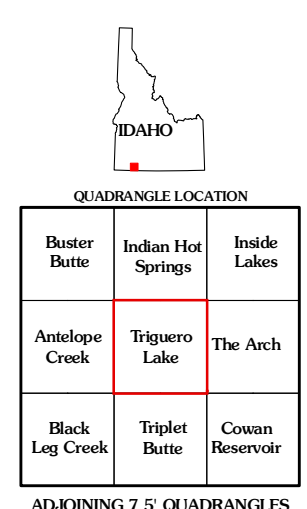 IDAHO
QUADRANGLE LOCATION
Buster
Butte
Indian Hot
Springs
Inside
Lakes
Antelope
Creek
Triguero
Lake
The Arch
Black
Leg Creek
Triplet
Butte
Cowan
Reservoir
ADJOINING 7.5' QUADRANGLES